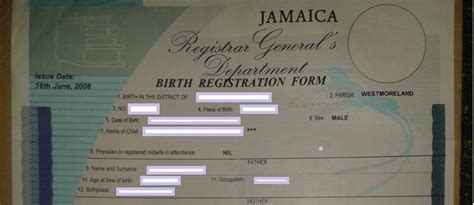 JAMAICA
Registrar General's
Department
BIRTH REGISTRATION FORM
Issue Date:
16th June, 2008
1. BIRTH IN THE DISTRICT OF:
2. PARISH: WESTMORELAND
3. NO:
4. Place of Birth:
5. Date of Birth:
6. Sex: MALE
7. Name of Child: ***
8. Physician or registered midwife in attendance: NIL
FATHER
9. Name and Surname:
10. Age at time of birth:
11. Occupation:
12. Birthplace:
MOTHER